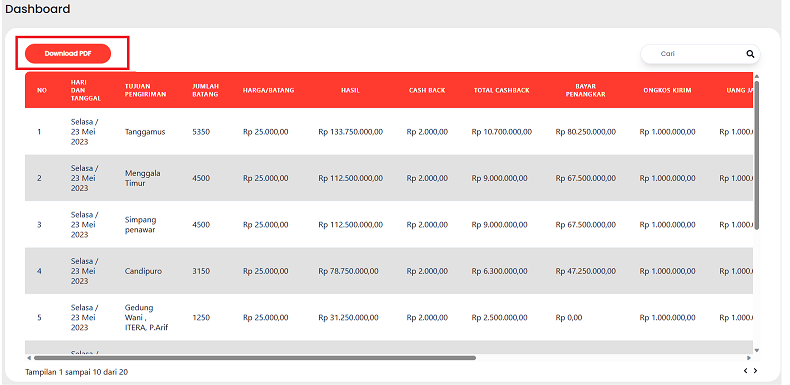 Dashboard
Download PDF
Cari
NO HARI DAN TANGGAL TUJUAN PENGIRIMAN JUMLAH BATANG HARGA/BATANG HASIL CASH BACK TOTAL CASHBACK BAYAR PENANGKAR ONGKOS KIRIM UANG JA
1 Selasa / 23 Mei 2023 Tanggamus 5350 Rp 25.000,00 Rp 133.750.000,00 Rp 2.000,00 Rp 10.700.000,00 Rp 80.250.000,00 Rp 1.000.000,00 Rp 1.000.
2 Selasa / 23 Mei 2023 Menggala Timur 4500 Rp 25.000,00 Rp 112.500.000,00 Rp 2.000,00 Rp 9.000.000,00 Rp 67.500.000,00 Rp 1.000.000,00 Rp 1.000.
3 Selasa / 23 Mei 2023 Simpang penawar 4500 Rp 25.000,00 Rp 112.500.000,00 Rp 2.000,00 Rp 9.000.000,00 Rp 67.500.000,00 Rp 1.000.000,00 Rp 1.000.
4 Selasa / 23 Mei 2023 Candipuro 3150 Rp 25.000,00 Rp 78.750.000,00 Rp 2.000,00 Rp 6.300.000,00 Rp 47.250.000,00 Rp 1.000.000,00 Rp 1.000.
5 Selasa / 23 Mei 2023 Gedung Wani , ITERA, P.Arif 1250 Rp 25.000,00 Rp 31.250.000,00 Rp 2.000,00 Rp 2.500.000,00 Rp 0,00 Rp 1.000.000,00 Rp 1.000.
Tampilan 1 sampai 10 dari 20